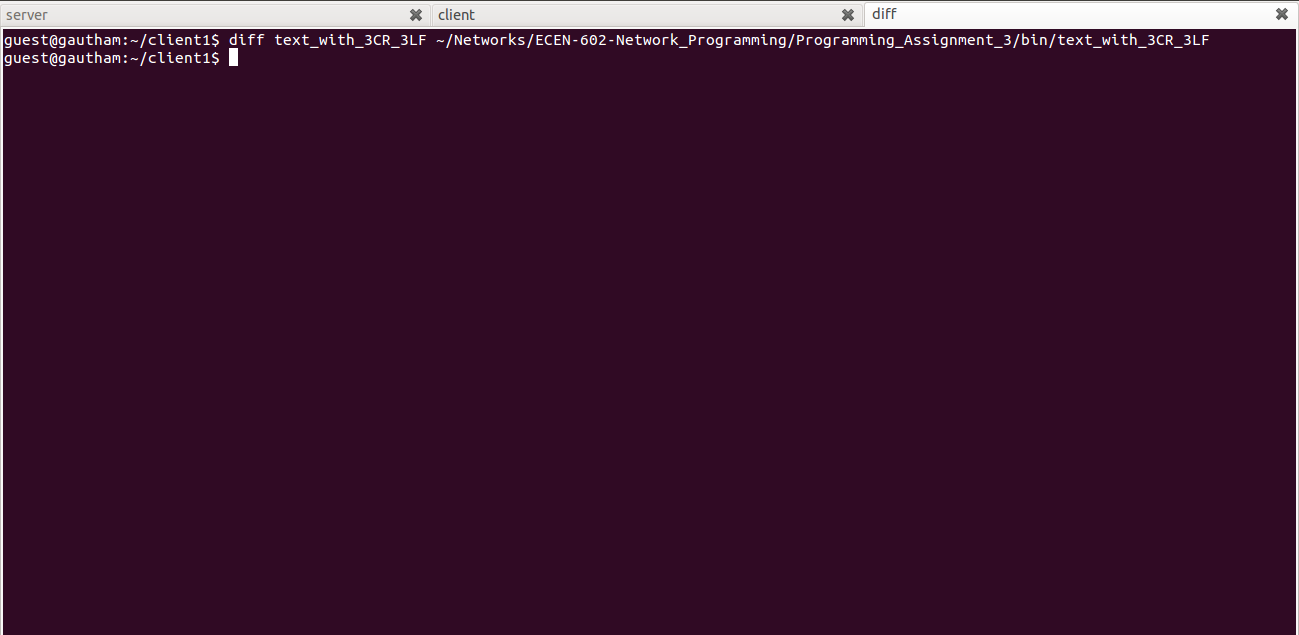 server
client
diff
guest@gautham:~/client1$ diff text_with_3CR_3LF ~/Networks/ECEN-602-Network_Programming/Programming_Assignment_3/bin/text_with_3CR_3LF
guest@gautham:~/client1$